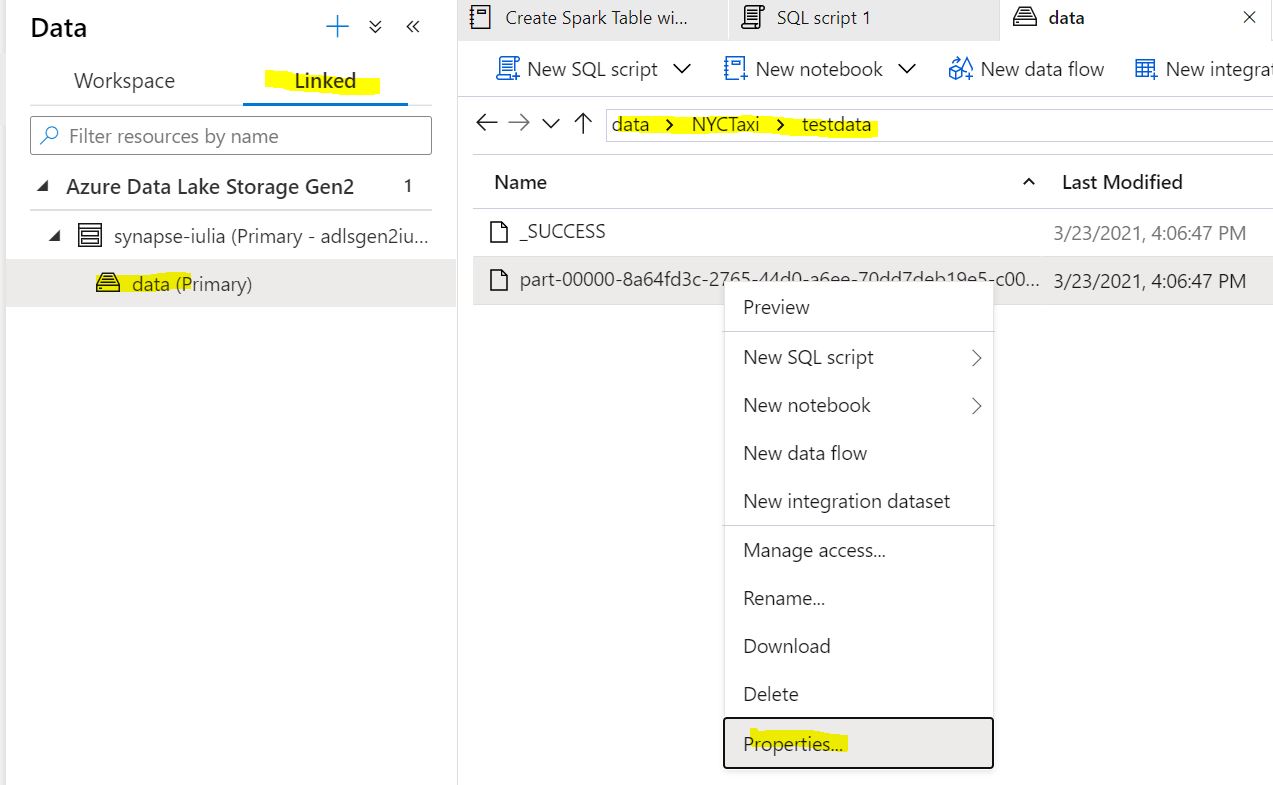 Data
Workspace
Linked
Filter resources by name
Azure Data Lake Storage Gen2 1
synapse-iulia (Primary - adlsgen2iu...
data (Primary)
Create Spark Table wi...
SQL script 1
data
New SQL script
New notebook
New data flow
New integrat
data > NYCTaxi > testdata
Name
Last Modified
_SUCCESS
3/23/2021, 4:06:47 PM
part-00000-8a64fd3c-2765-44d0-a6ee-70dd7deb19e5-c00...
3/23/2021, 4:06:47 PM
Preview
New SQL script
New notebook
New data flow
New integration dataset
Manage access...
Rename...
Download
Delete
Properties...